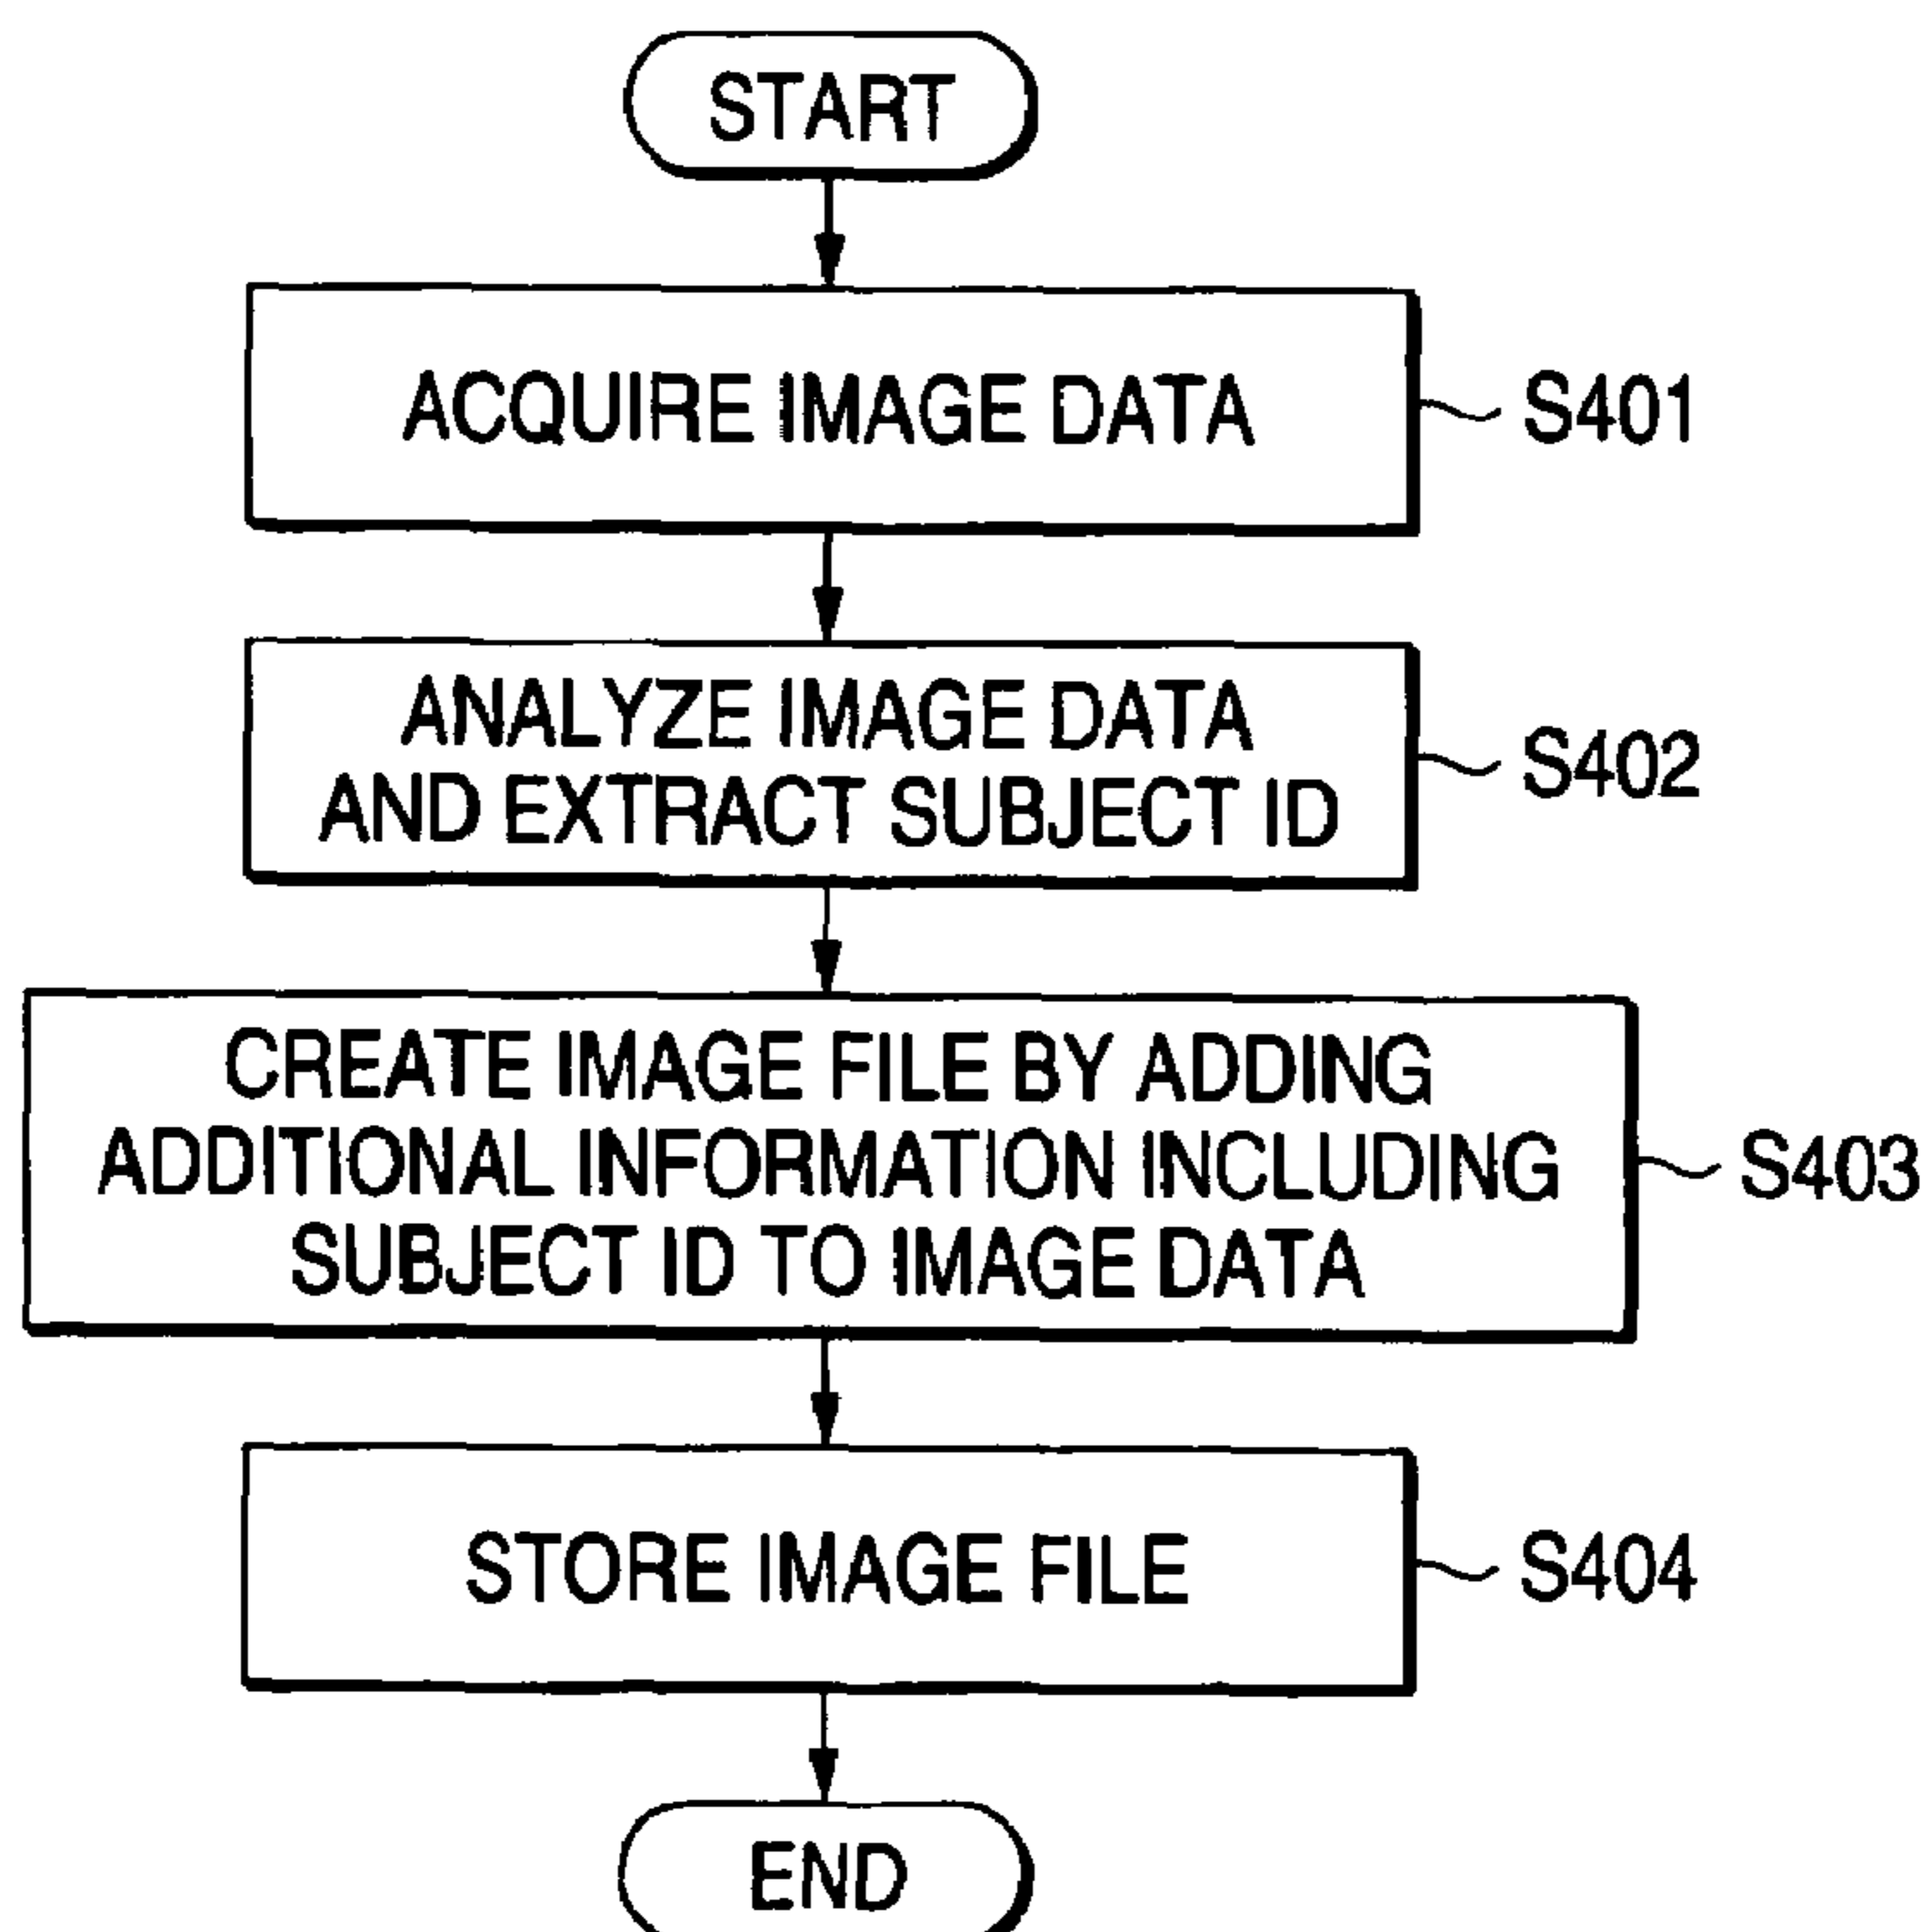 START
ACQUIRE IMAGE DATA
S401
ANALYZE IMAGE DATA
AND EXTRACT SUBJECT ID
S402
CREATE IMAGE FILE BY ADDING
ADDITIONAL INFORMATION INCLUDING
SUBJECT ID TO IMAGE DATA
S403
STORE IMAGE FILE
S404
END